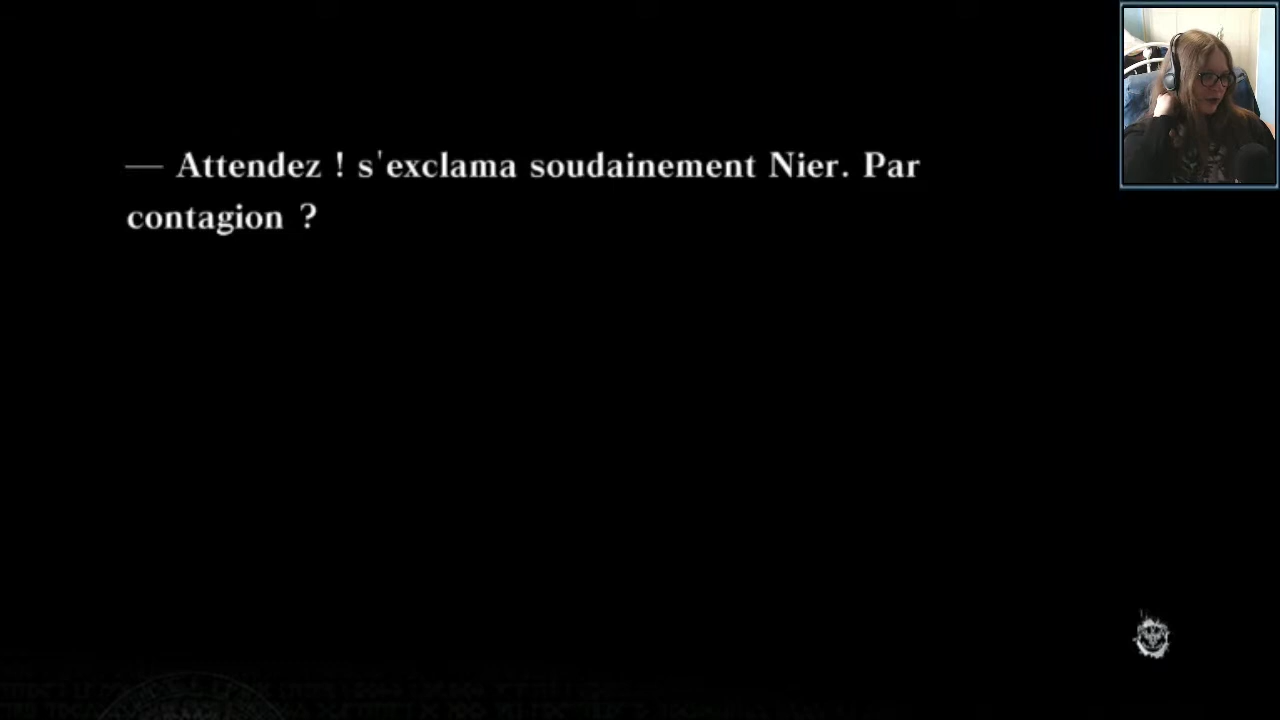 — Attendez ! s'exclama soudainement Nier. Par
contagion ?